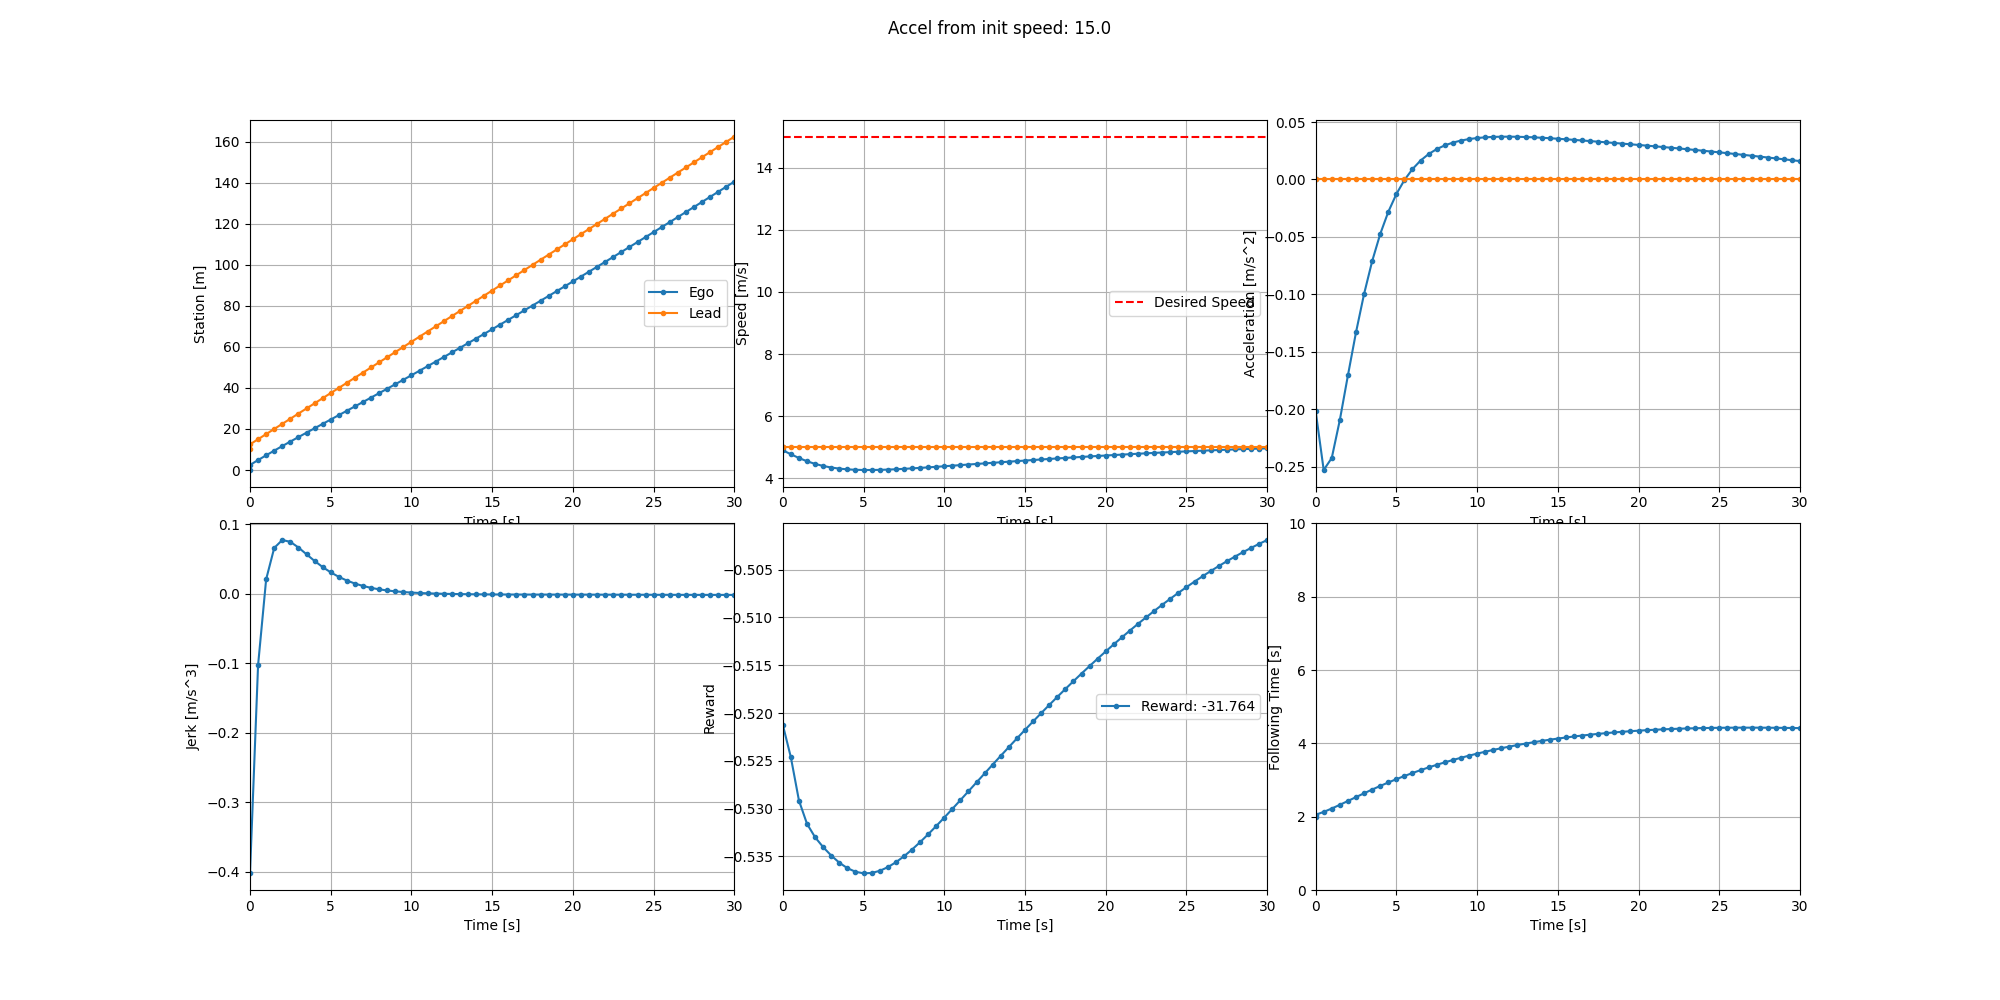 Accel from init speed: 15.0
Station [m]
160
140
120
100
80
60
40
20
0
Ego
Lead
0 5 10 15 20 25 30
Time [s]
Speed [m/s]
14
12
10
8
6
4
Desired Speed
0 5 10 15 20 25 30
Time [s]
Acceleration [m/s^2]
0.05
0.00
−0.05
−0.10
−0.15
−0.20
−0.25
0 5 10 15 20 25 30
Time [s]
Jerk [m/s^3]
0.1
0.0
−0.1
−0.2
−0.3
−0.4
0 5 10 15 20 25 30
Time [s]
Reward
−0.505
−0.510
−0.515
−0.520
−0.525
−0.530
−0.535
Reward: -31.764
0 5 10 15 20 25 30
Time [s]
Following Time [s]
10
8
6
4
2
0
0 5 10 15 20 25 30
Time [s]